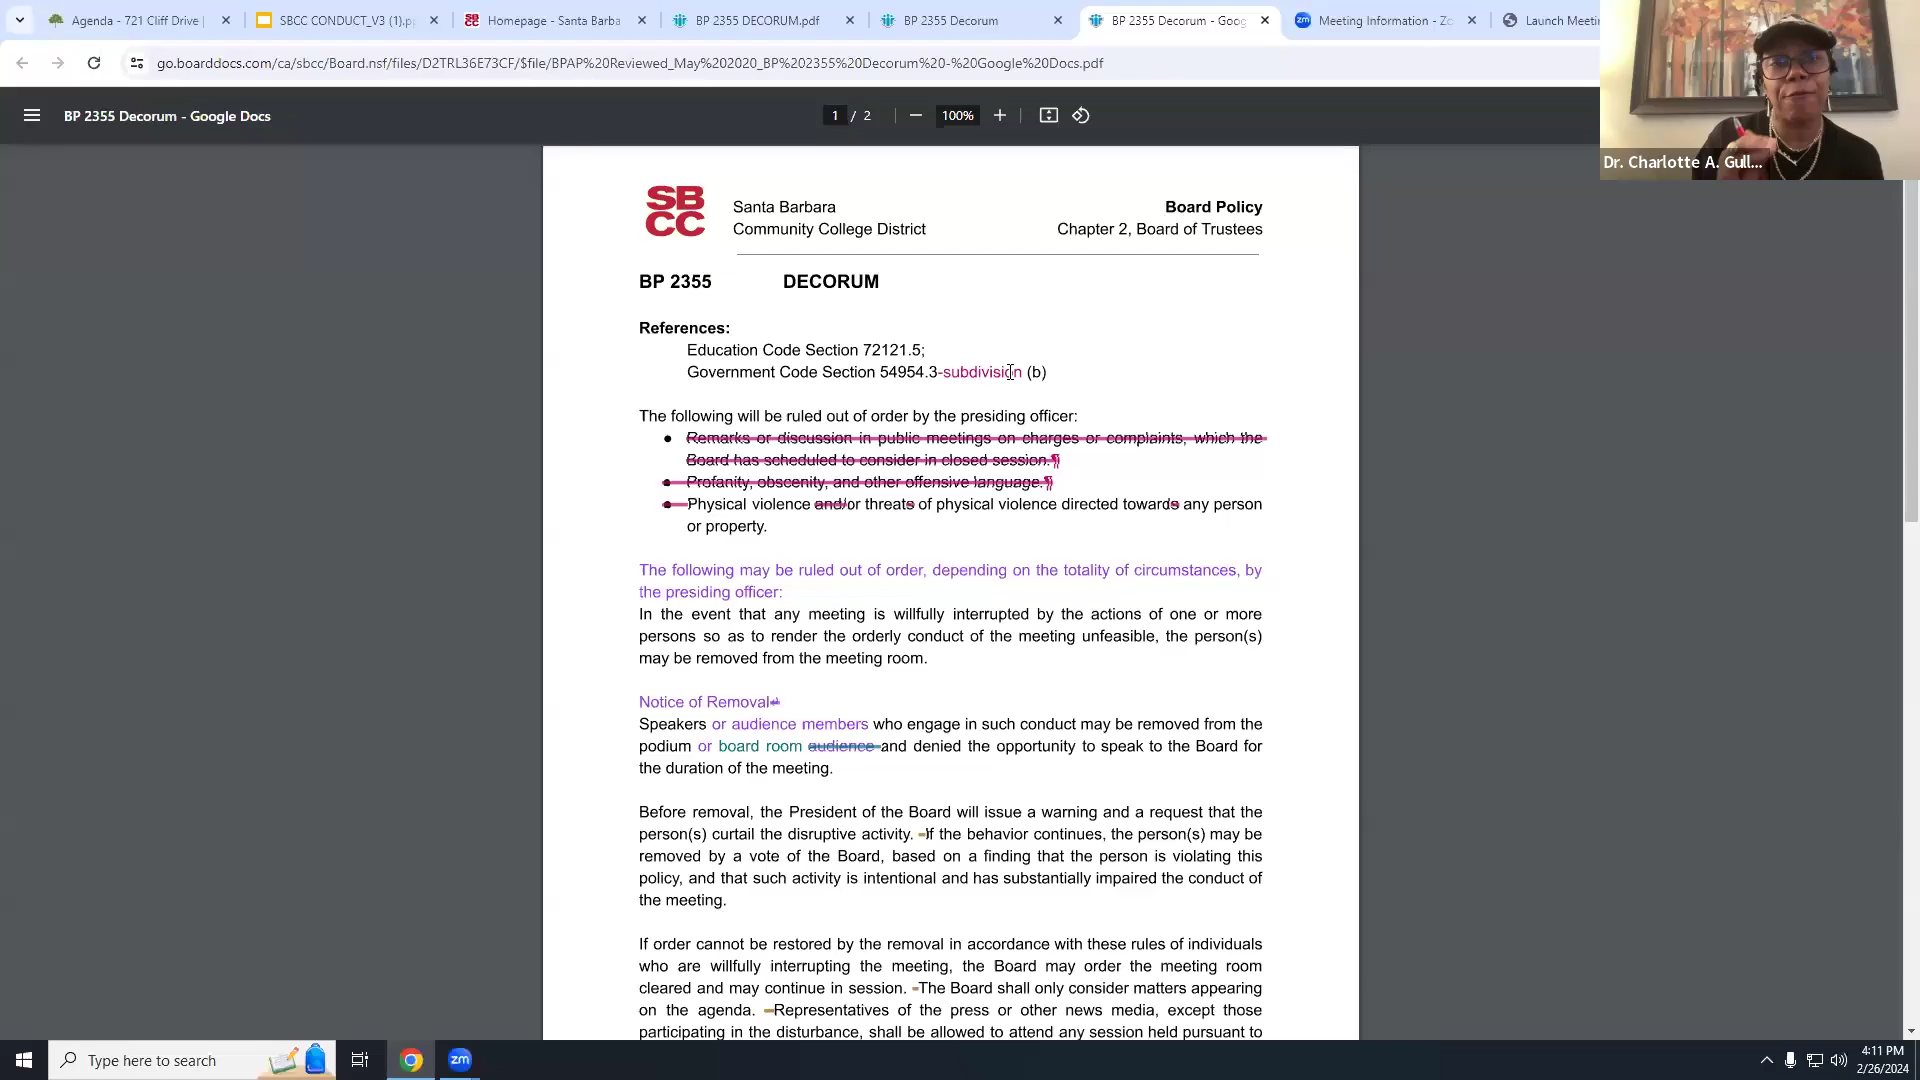 Agenda - 721 Cliff Drive |
SBCC CONDUCT_V3 (1).pp
Homepage - Santa Barba
BP 2355 DECORUM.pdf
BP 2355 Decorum
BP 2355 Decorum - Goog
Meeting Information - Zo
Launch Meetin
go.boarddocs.com/ca/sbcc/Board.nsf/files/D2TRL36E73CF/$file/BPAP%20Reviewed_May%202020_BP%202355%20Decorum%20-%20Google%20Docs.pdf
BP 2355 Decorum - Google Docs
1 / 2
100%
Dr. Charlotte A. Gull...
SB
CC
Santa Barbara
Community College District
Board Policy
Chapter 2, Board of Trustees
BP 2355 DECORUM
References:
Education Code Section 72121.5;
Government Code Section 54954.3-subdivision (b)
The following will be ruled out of order by the presiding officer:
● Remarks or discussion in public meetings on charges or complaints, which the
Board has scheduled to consider in closed session.¶
● Profanity, obscenity, and other offensive language.¶
● Physical violence and/or threats of physical violence directed towards any person
or property.
The following may be ruled out of order, depending on the totality of circumstances, by
the presiding officer:
In the event that any meeting is willfully interrupted by the actions of one or more
persons so as to render the orderly conduct of the meeting unfeasible, the person(s)
may be removed from the meeting room.
Notice of Removal↵
Speakers or audience members who engage in such conduct may be removed from the
podium or board room audience and denied the opportunity to speak to the Board for
the duration of the meeting.
Before removal, the President of the Board will issue a warning and a request that the
person(s) curtail the disruptive activity. If the behavior continues, the person(s) may be
removed by a vote of the Board, based on a finding that the person is violating this
policy, and that such activity is intentional and has substantially impaired the conduct of
the meeting.
If order cannot be restored by the removal in accordance with these rules of individuals
who are willfully interrupting the meeting, the Board may order the meeting room
cleared and may continue in session. The Board shall only consider matters appearing
on the agenda. Representatives of the press or other news media, except those
participating in the disturbance, shall be allowed to attend any session held pursuant to
Type here to search
zm
4:11 PM
2/26/2024